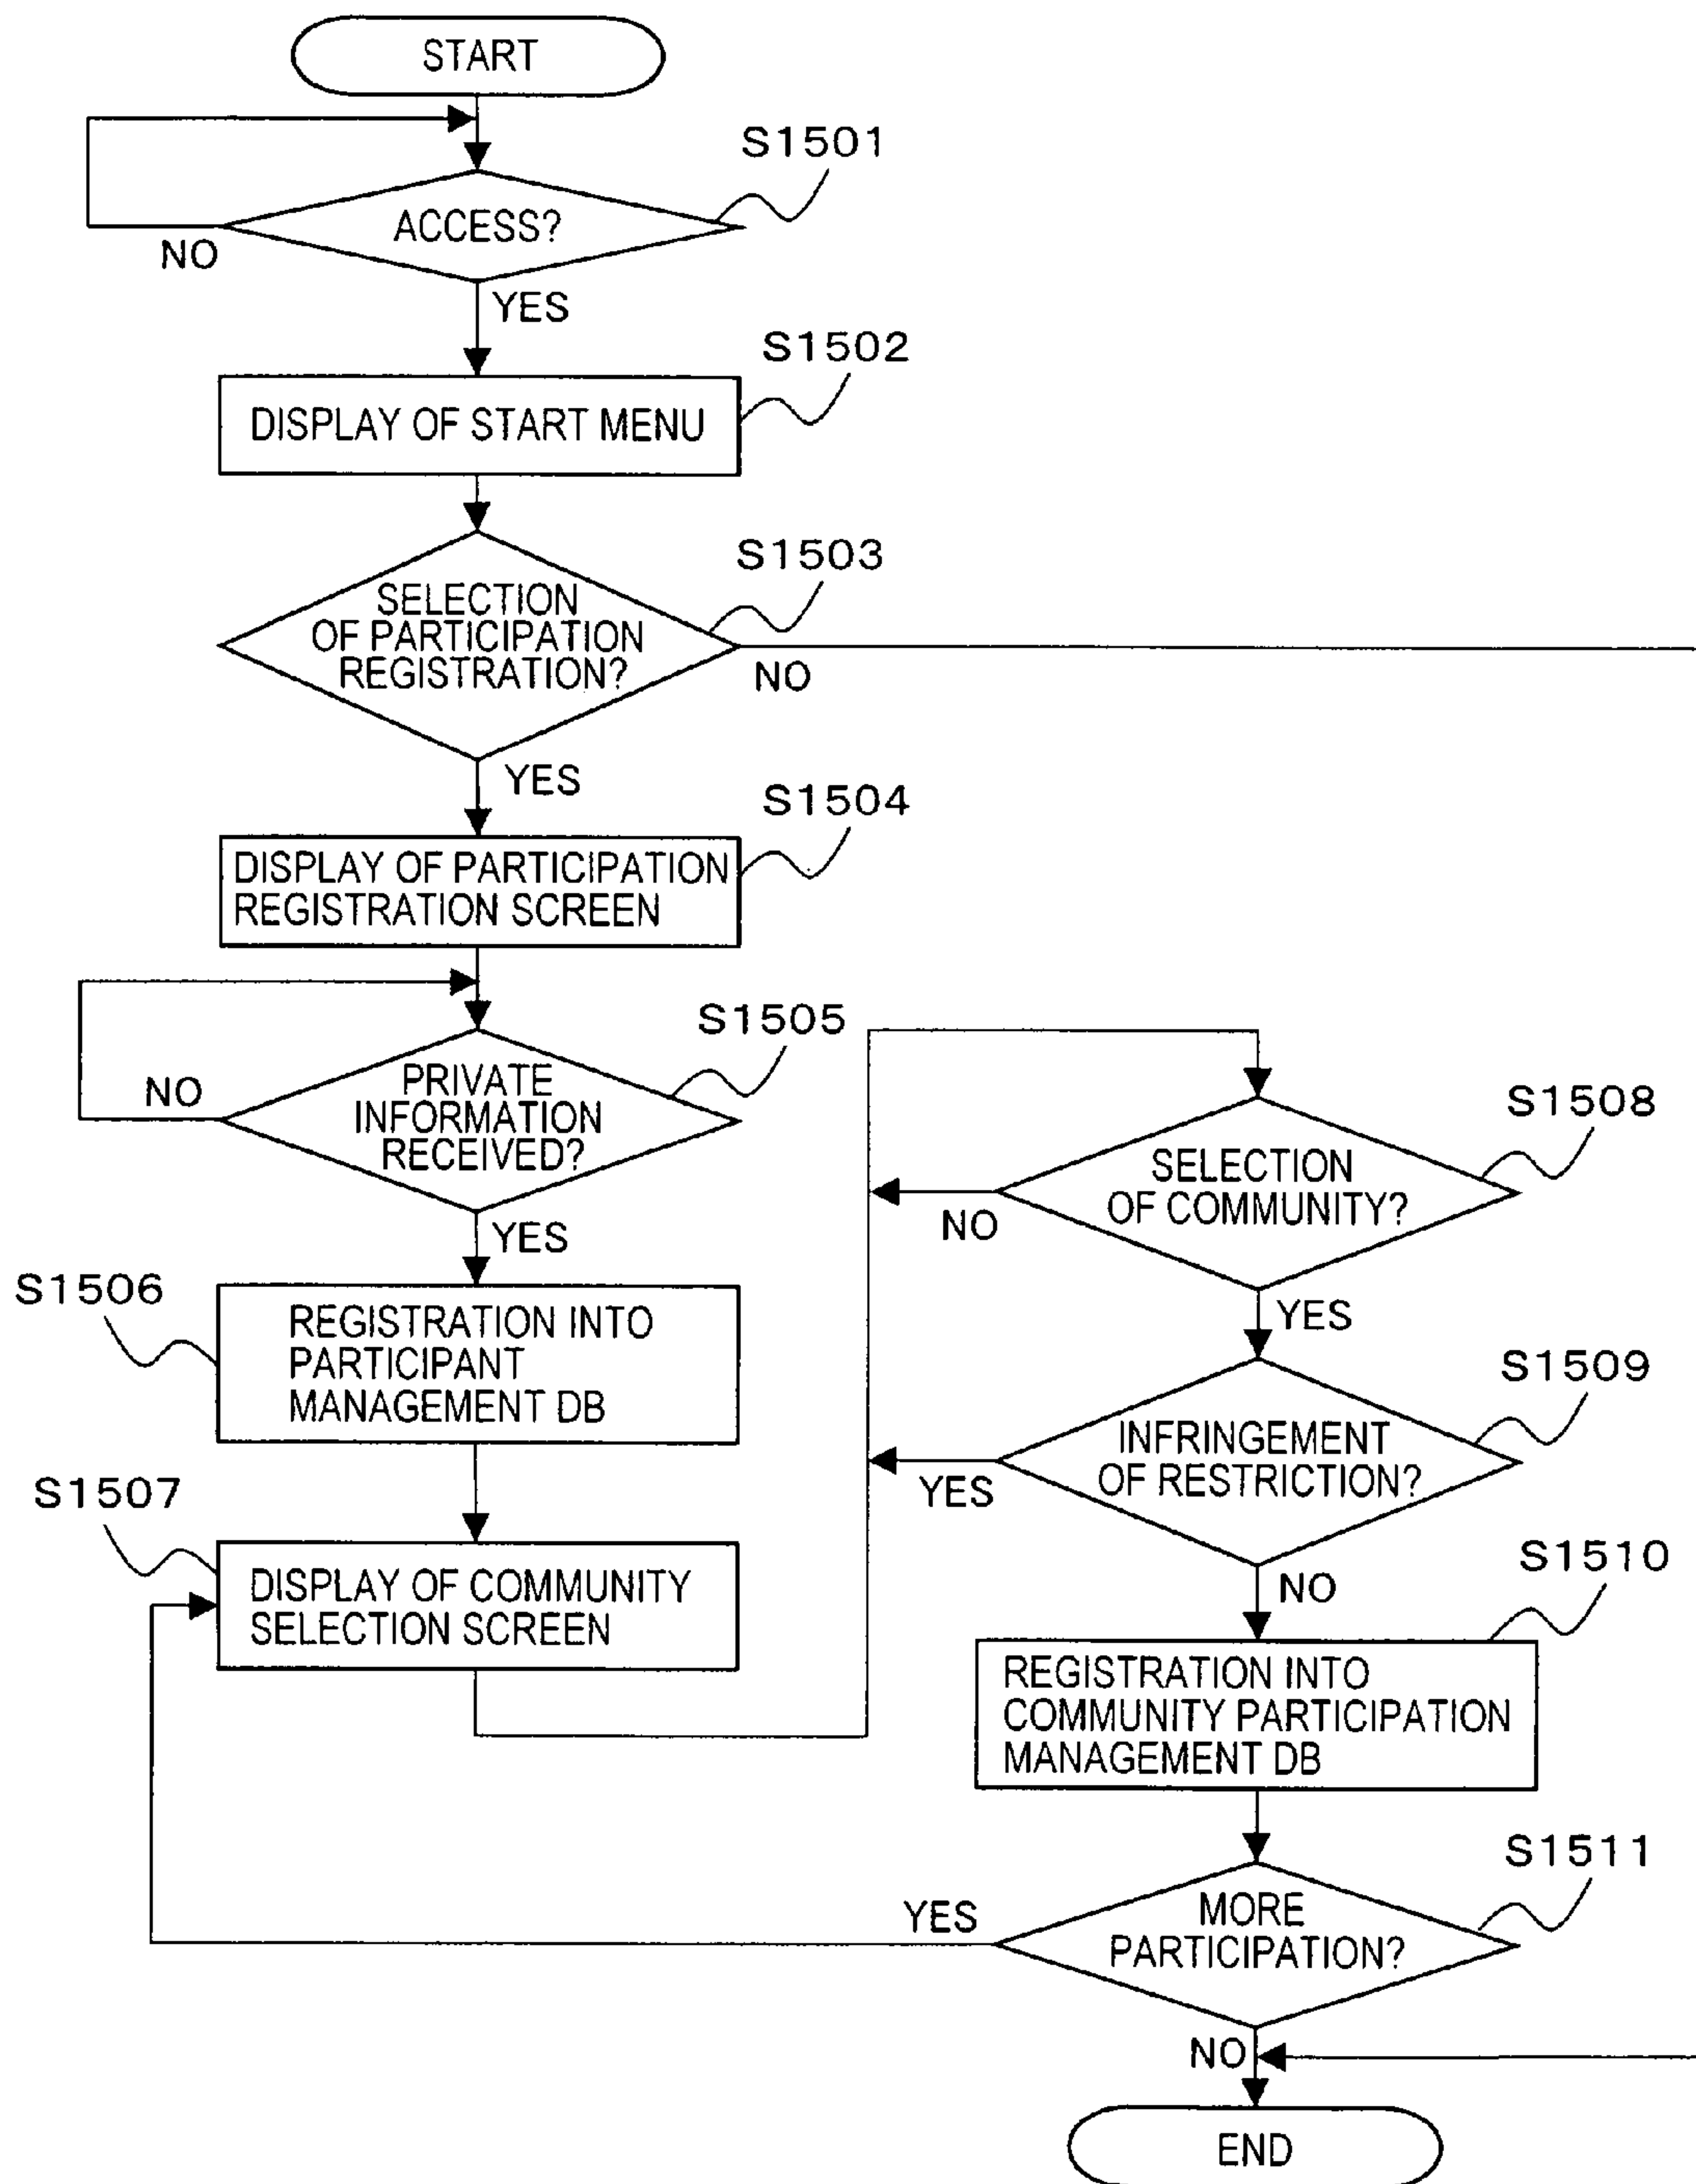 START
S1501
ACCESS?
NO
YES
S1502
DISPLAY OF START MENU
S1503
SELECTION
OF PARTICIPATION
REGISTRATION?
NO
YES
S1504
DISPLAY OF PARTICIPATION
REGISTRATION SCREEN
S1505
PRIVATE
INFORMATION
RECEIVED?
NO
YES
S1506
REGISTRATION INTO
PARTICIPANT
MANAGEMENT DB
S1507
DISPLAY OF COMMUNITY
SELECTION SCREEN
S1508
SELECTION
OF COMMUNITY?
NO
YES
S1509
INFRINGEMENT
OF RESTRICTION?
YES
NO
S1510
REGISTRATION INTO
COMMUNITY PARTICIPATION
MANAGEMENT DB
S1511
MORE
PARTICIPATION?
YES
NO
END